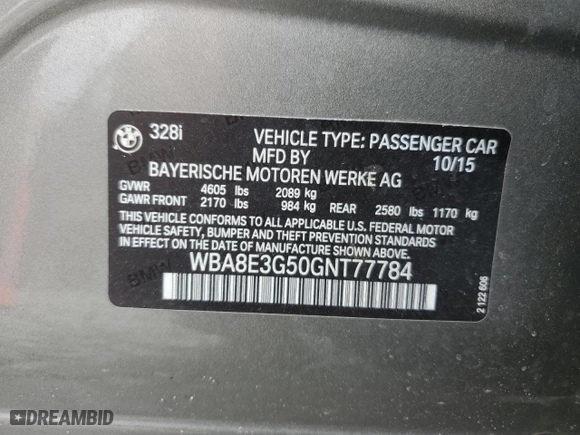 328i
VEHICLE TYPE: PASSENGER CAR
MFD BY 10/15
BAYERISCHE MOTOREN WERKE AG
GVWR 4605 lbs 2089 kg
GAWR FRONT 2170 lbs 984 kg REAR 2580 lbs 1170 kg
THIS VEHICLE CONFORMS TO ALL APPLICABLE U.S. FEDERAL MOTOR
VEHICLE SAFETY, BUMPER AND THEFT PREVENTION STANDARDS
IN EFFECT ON THE DATE OF MANUFACTURE SHOWN ABOVE.
WBA8E3G50GNT77784
2 122 606
DREAMBID